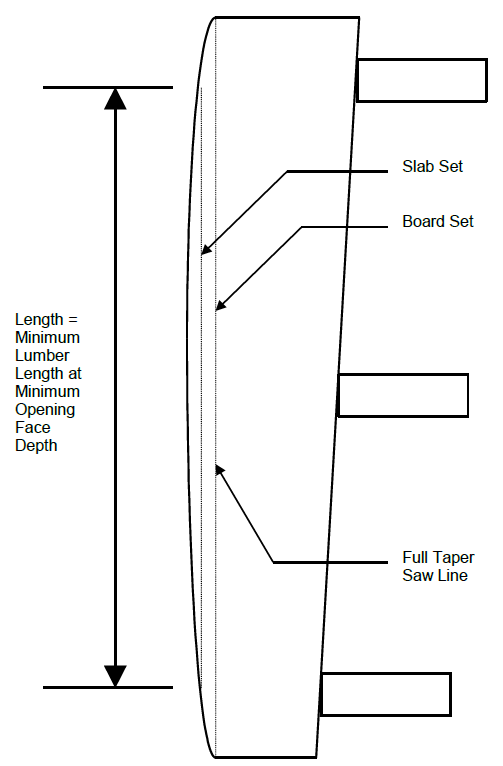 Slab Set
Board Set
Length =
Minimum
Lumber
Length at
Minimum
Opening
Face
Depth
Full Taper
Saw Line